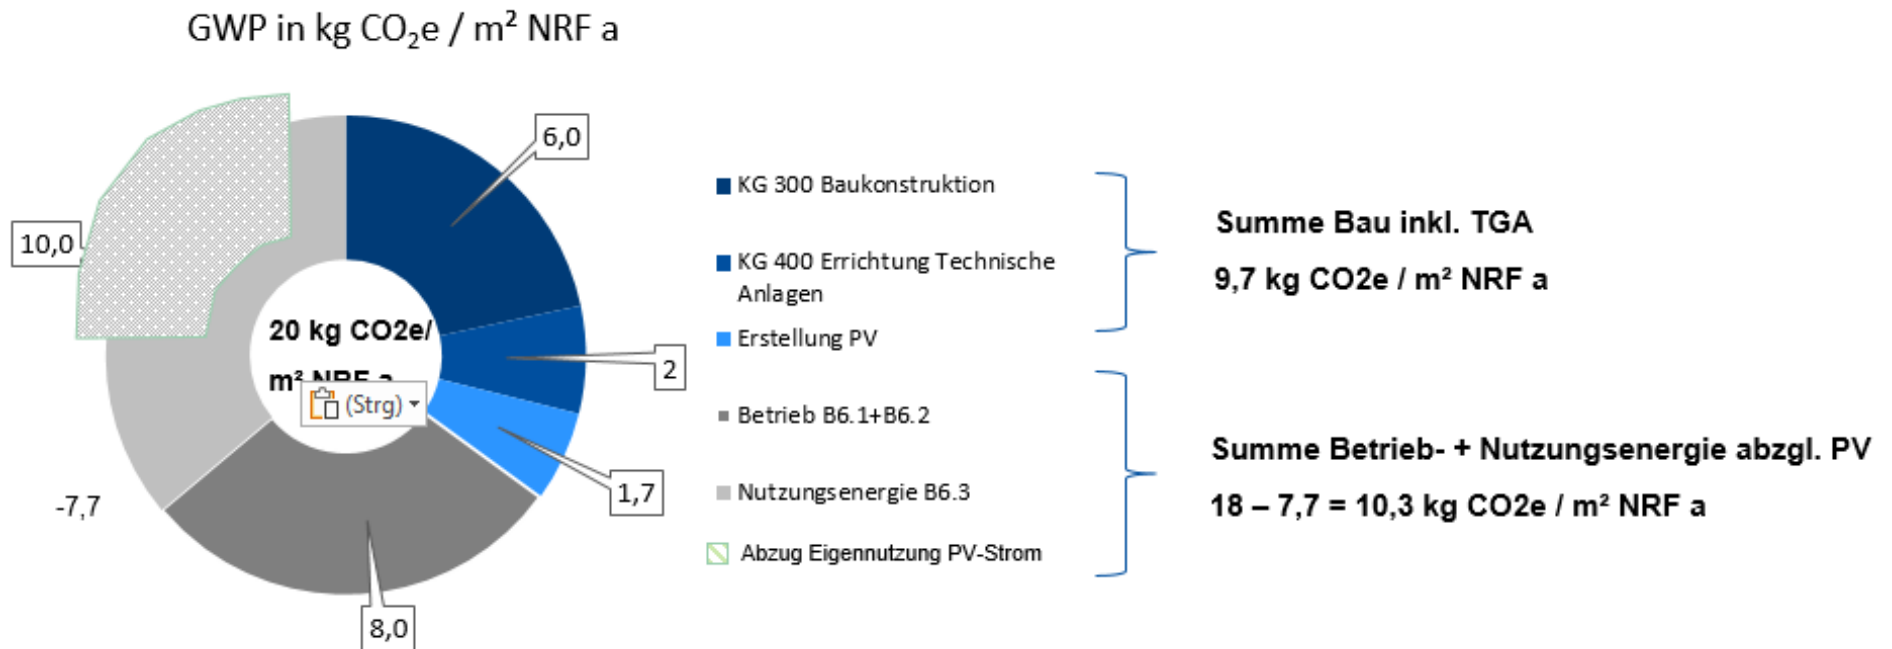 GWP in kg CO₂e / m² NRF a
6,0
10,0
2
1,7
-7,7
8,0
20 kg CO2e/
m² NRF a
(Strg)
KG 300 Baukonstruktion
KG 400 Errichtung Technische
Anlagen
Erstellung PV
Betrieb B6.1+B6.2
Nutzungsenergie B6.3
Abzug Eigennutzung PV-Strom
Summe Bau inkl. TGA
9,7 kg CO2e / m² NRF a
Summe Betrieb- + Nutzungsenergie abzgl. PV
18 – 7,7 = 10,3 kg CO2e / m² NRF a